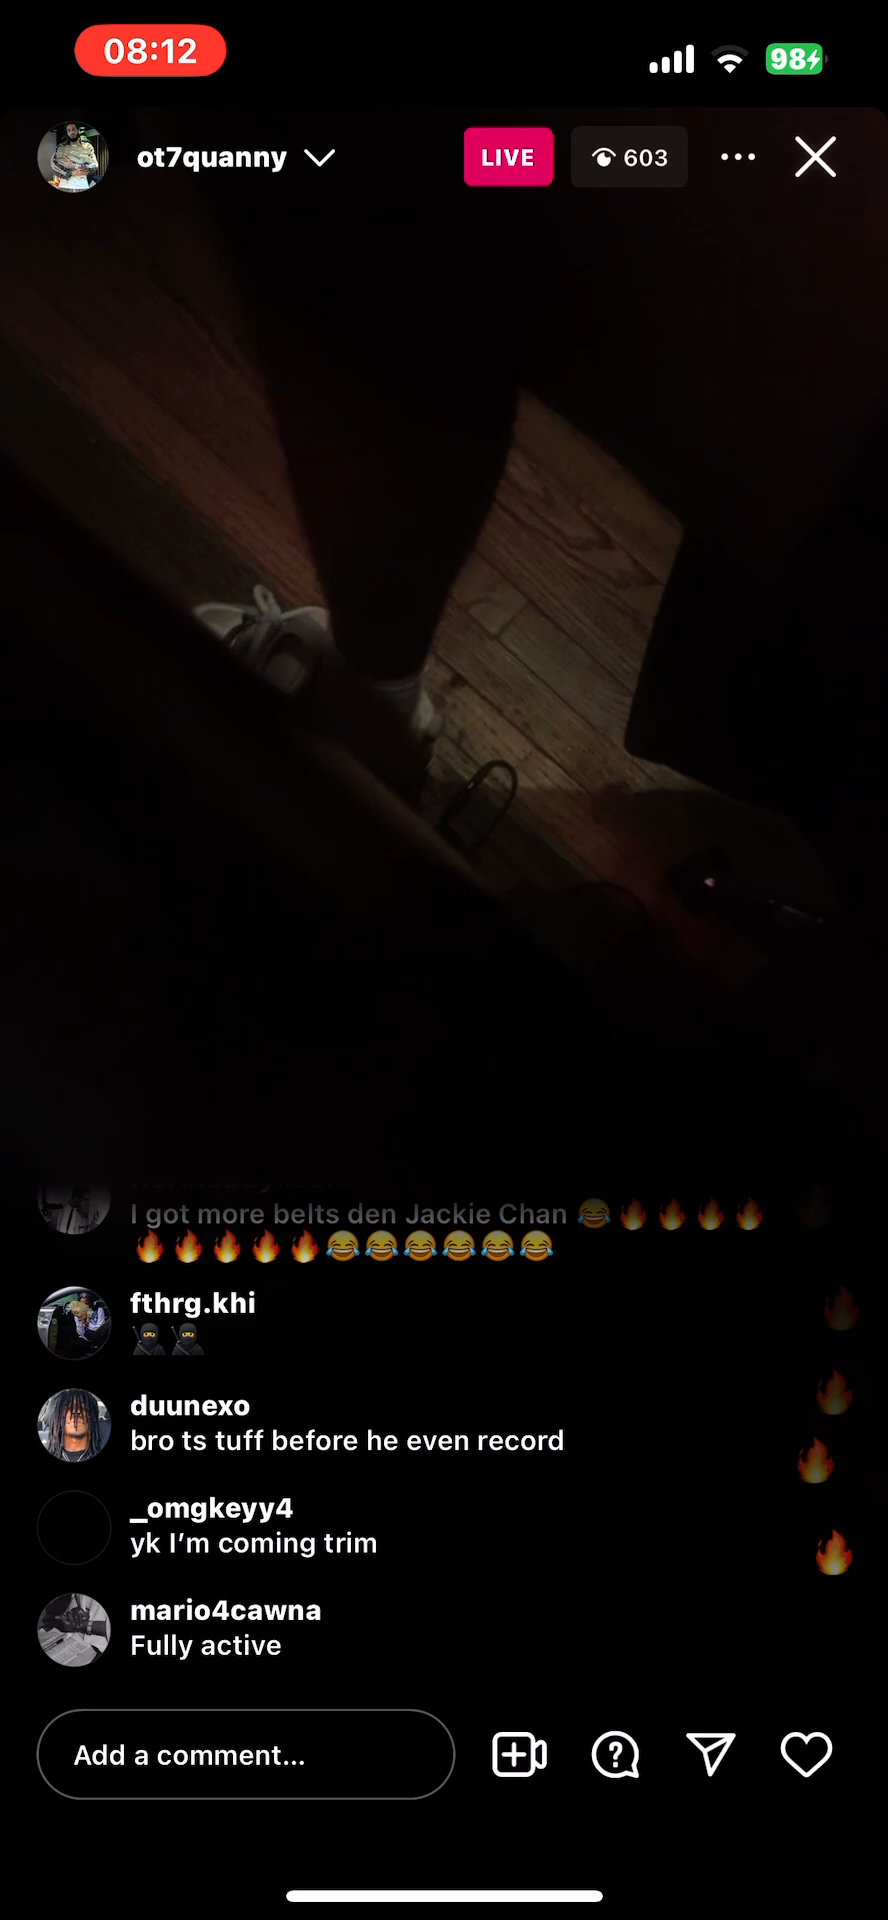 08:12
98
ot7quanny
LIVE
603
I got more belts den Jackie Chan 😂🔥🔥🔥🔥
🔥🔥🔥🔥🔥😂😂😂😂😂😂
fthrg.khi
🥷🥷
duunexo
bro ts tuff before he even record
_omgkeyy4
yk I’m coming trim
mario4cawna
Fully active
Add a comment...